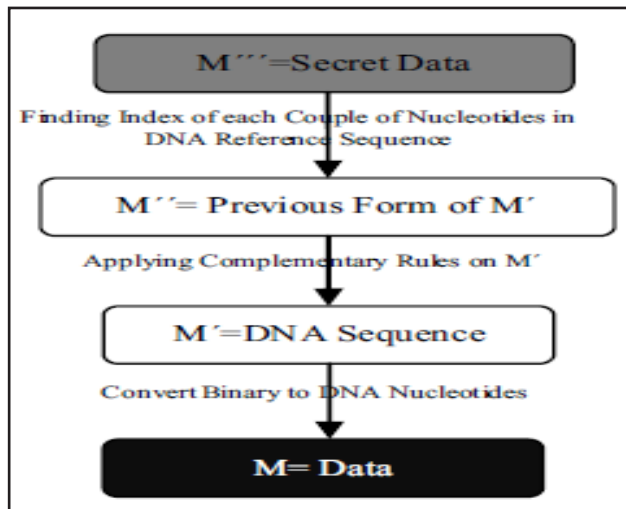 M´´´=Secret Data
Finding Index of each Couple of Nucleotides in
DNA Reference Sequence
M´´= Previous Form of M´
Applying Complementary Rules on M´
M´=DNA Sequence
Convert Binary to DNA Nucleotides
M= Data